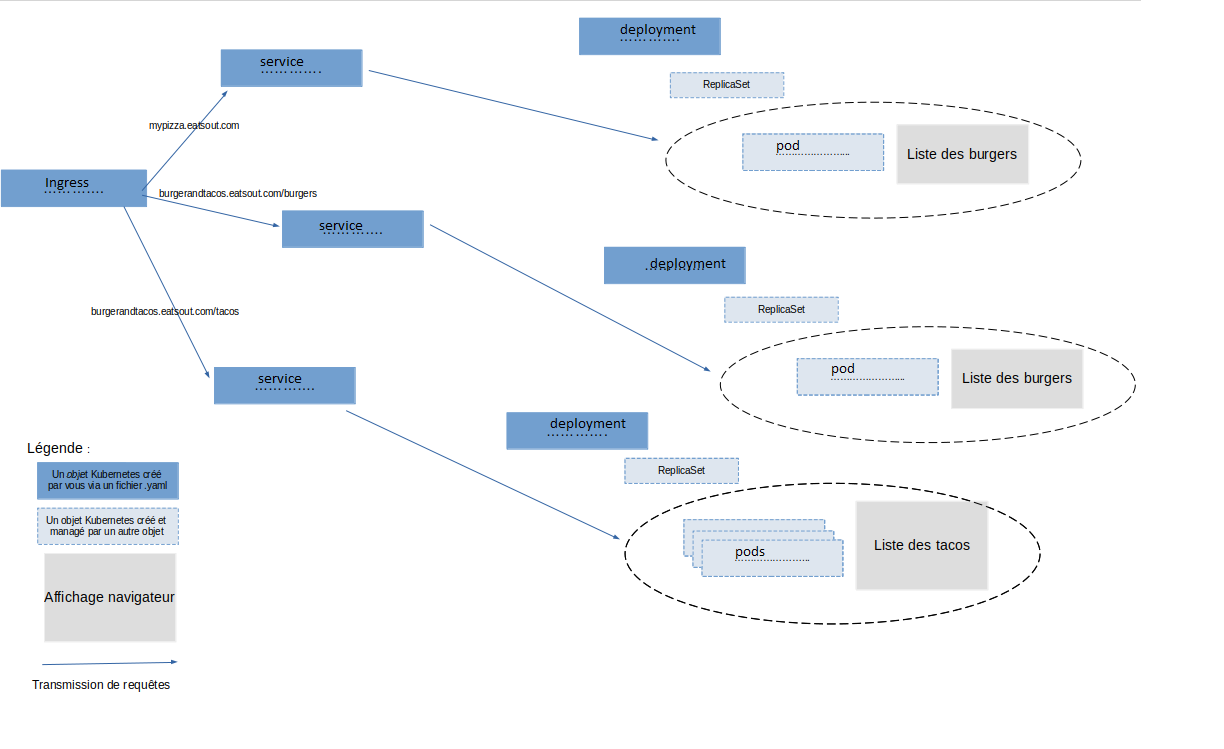 deployment
………….
service
………….
ReplicaSet
mypizza.eatsout.com
pod
…………………….
Liste des burgers
Ingress
………….
burgerandtacos.eatsout.com/burgers
service
………….
deployment
………….
ReplicaSet
burgerandtacos.eatsout.com/tacos
pod
…………………….
Liste des burgers
service
………….
deployment
………….
ReplicaSet
pods
…………………….
Liste des tacos
Légende :
Un objet Kubernetes créé
par vous via un fichier .yaml
Un objet Kubernetes créé et
managé par un autre objet
Affichage navigateur
Transmission de requêtes